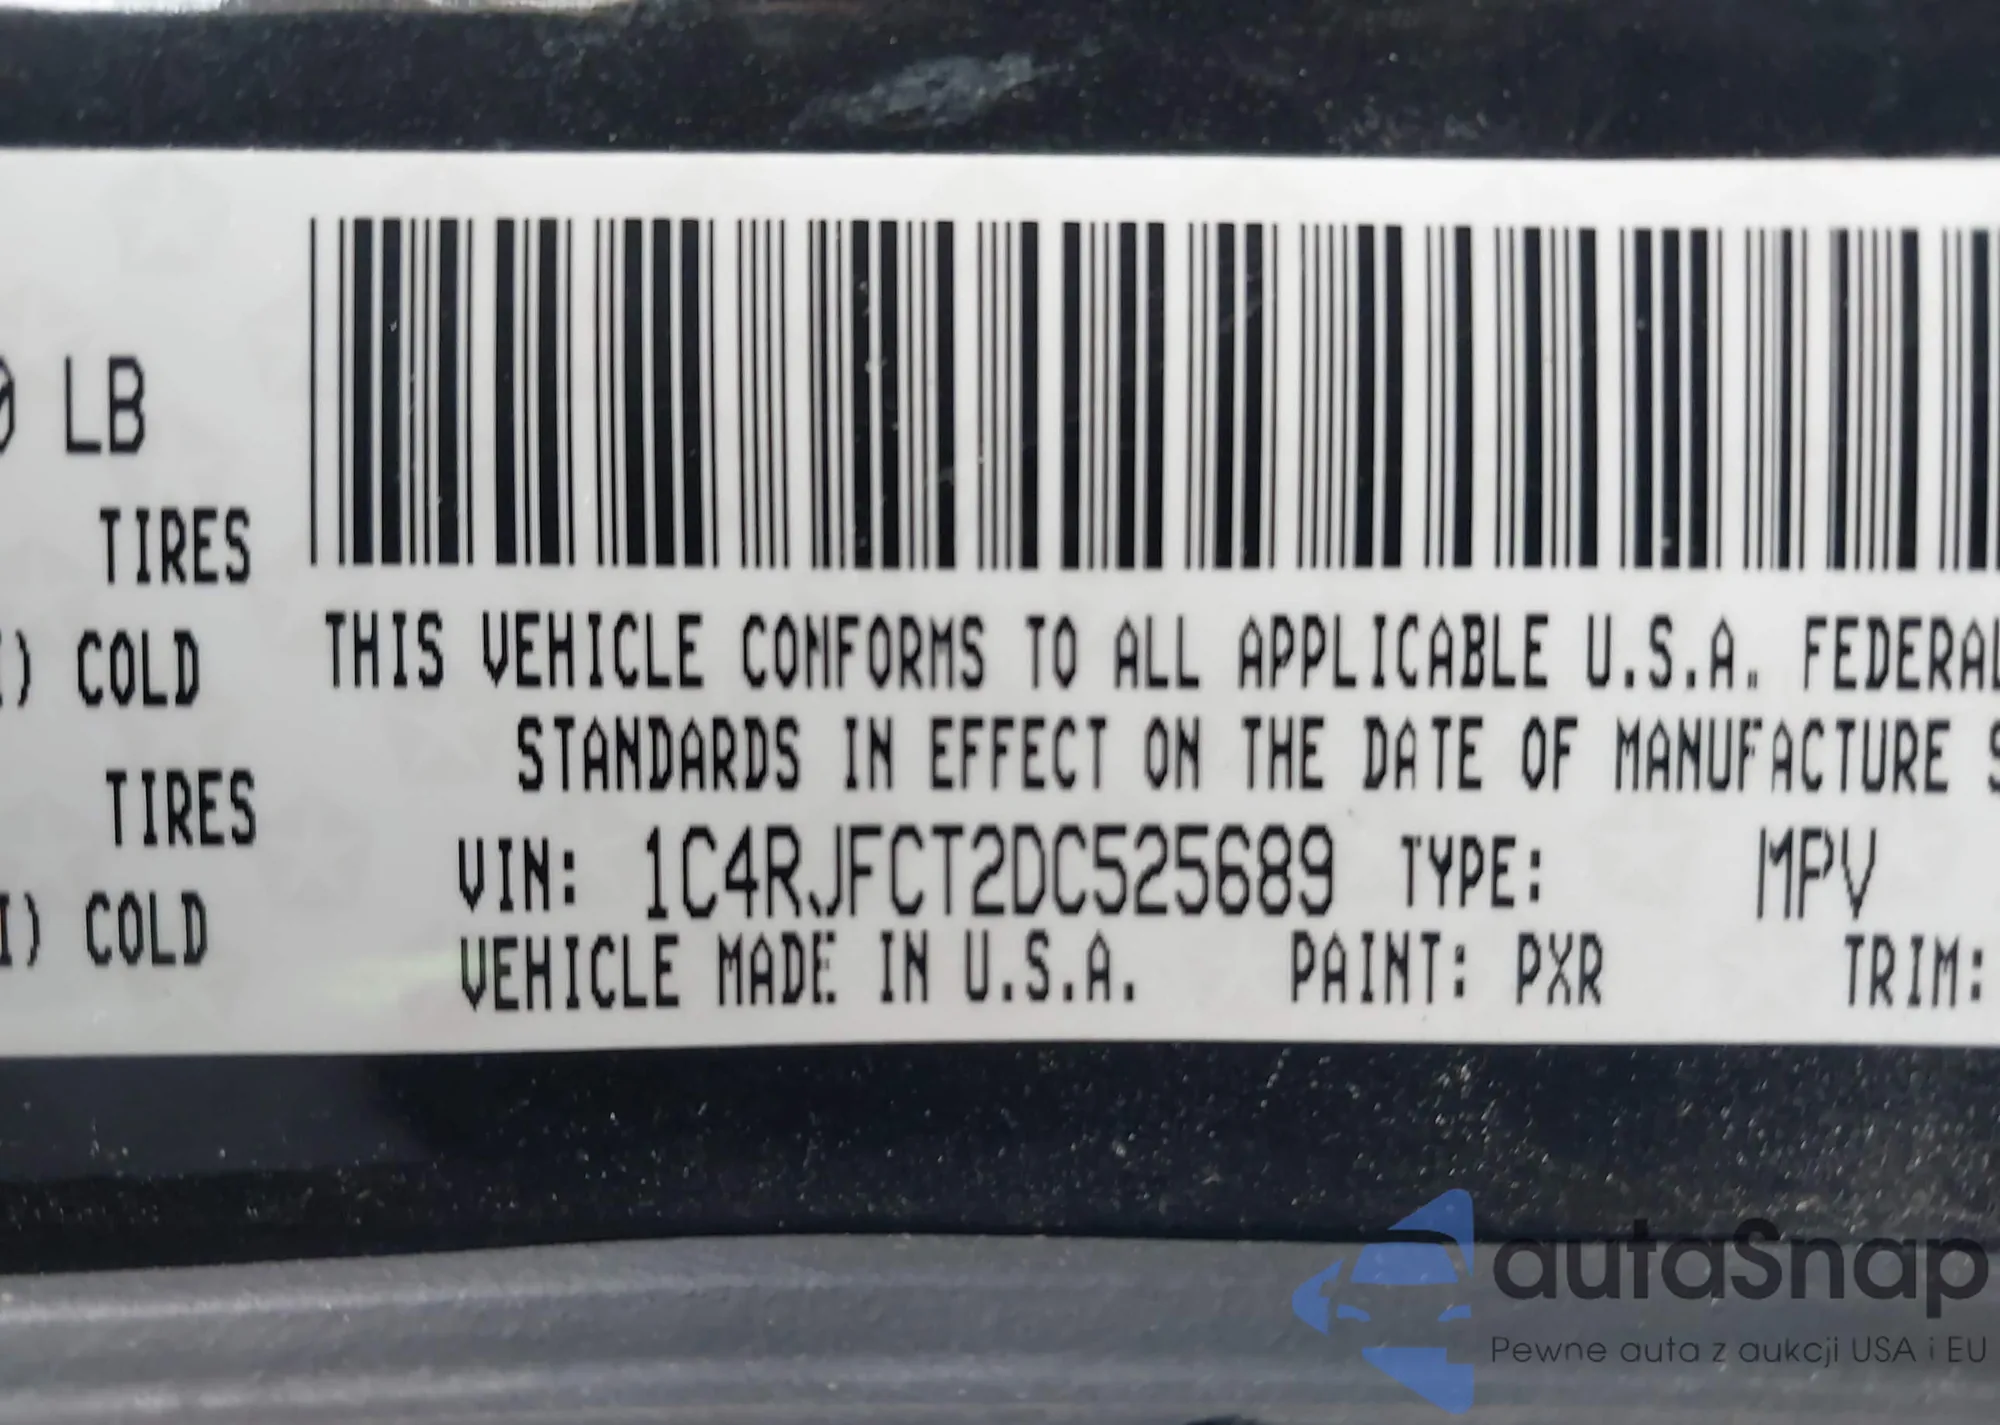 LB
TIRES
COLD
TIRES
COLD
THIS VEHICLE CONFORMS TO ALL APPLICABLE U.S.A. FEDERAL
STANDARDS IN EFFECT ON THE DATE OF MANUFACTURE
VIN: 1C4RJFCT2DC525689 TYPE: MPV
VEHICLE MADE IN U.S.A. PAINT: PXR TRIM:
autaSnap
Pewne auta z aukcji USA i EU